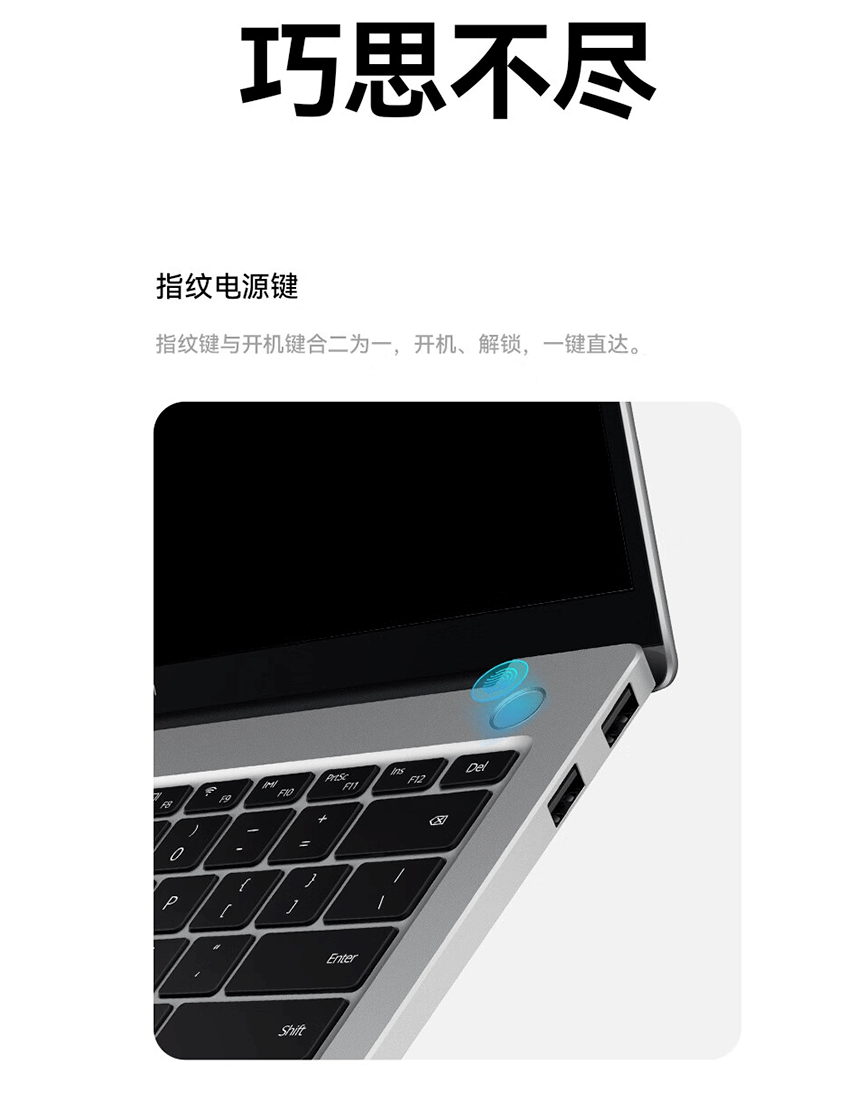 巧思不尽
指纹电源键
指纹键与开机键合二为一，开机、解锁，一键直达。
F8 F9 F10 PrtSc F11 Ins F12 Del
) 0 — - + =
P { [ } ] / \
" ' Enter
Shift